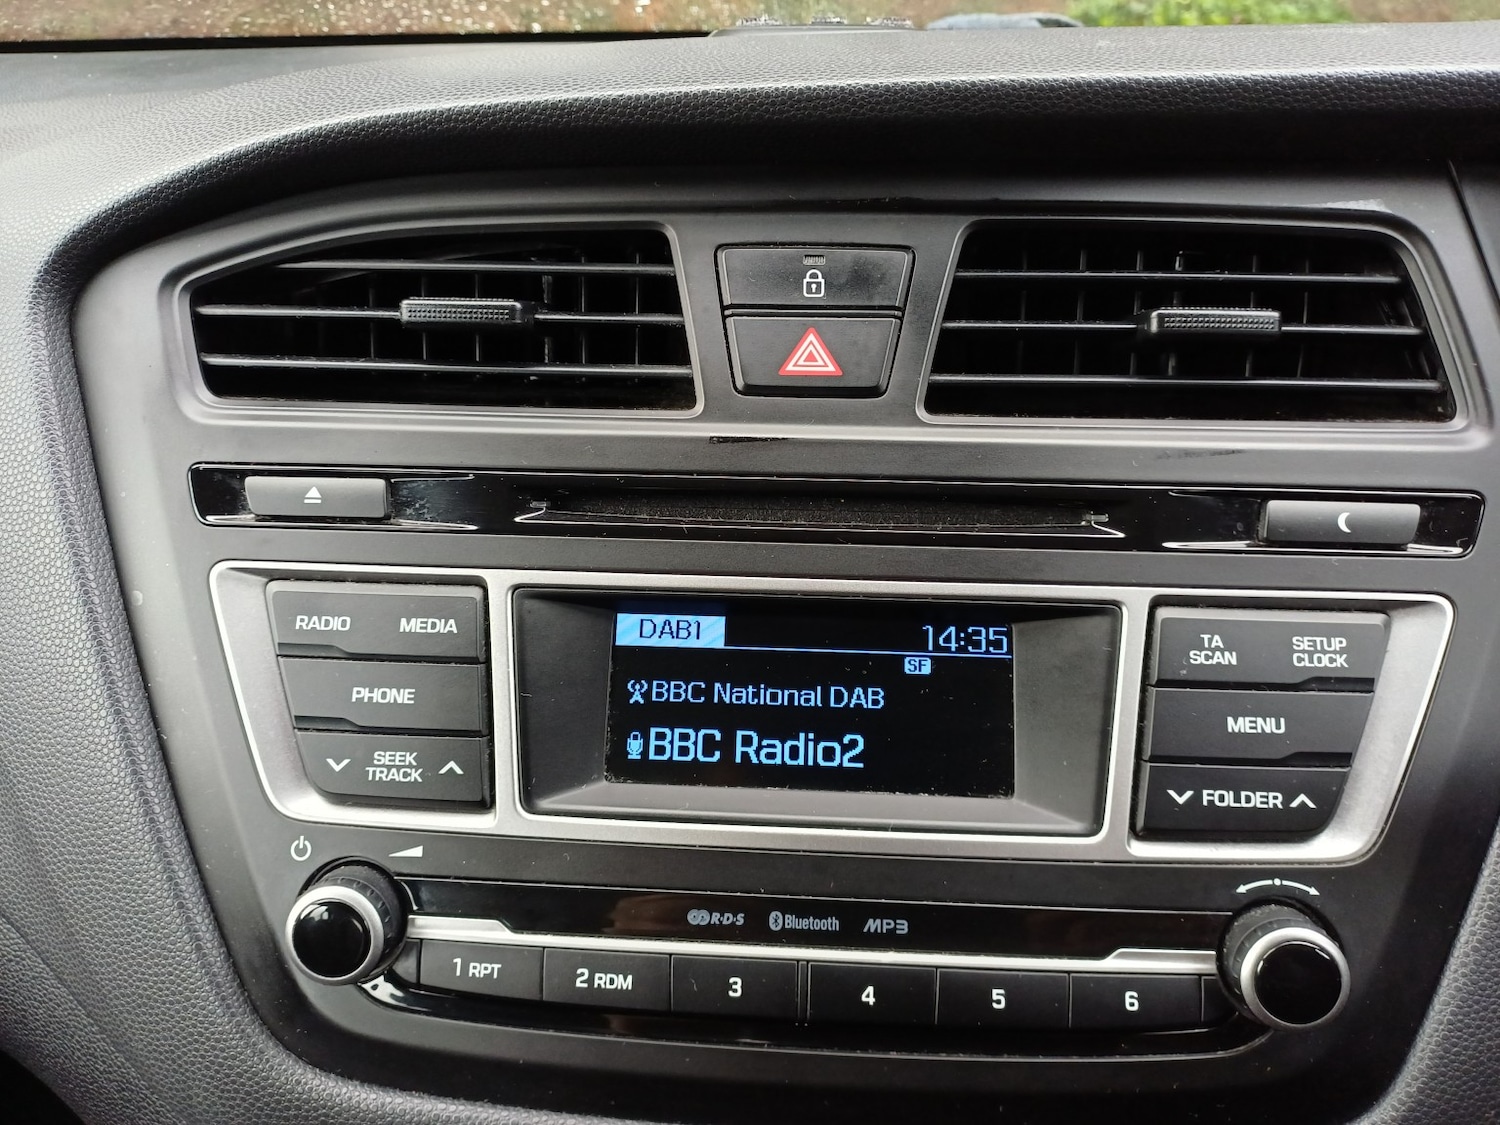 DAB1 14:35
SF
BBC National DAB
BBC Radio2
RADIO MEDIA
PHONE
SEEK
TRACK
TA
SCAN
SETUP
CLOCK
MENU
FOLDER
R·D·S Bluetooth MP3
1 RPT 2 RDM 3 4 5 6